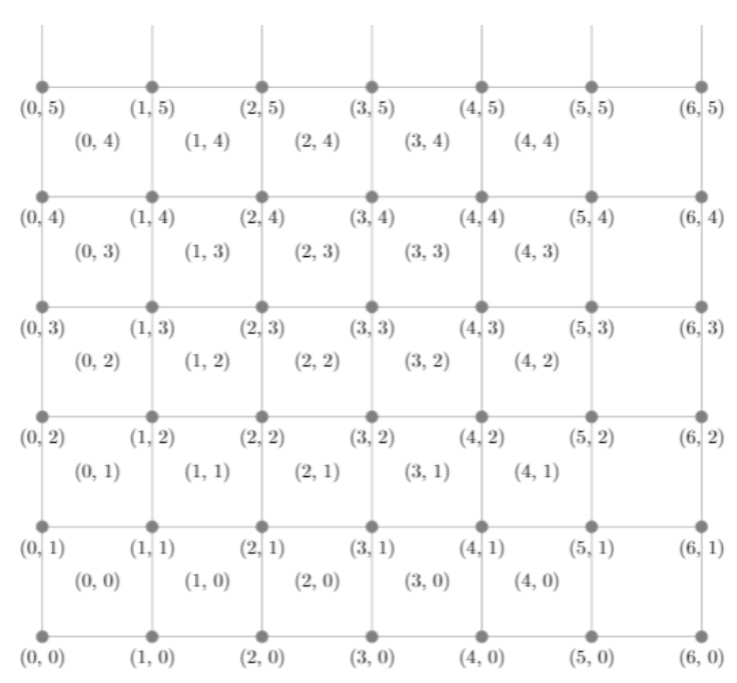 (0, 5) (1, 5) (2, 5) (3, 5) (4, 5) (5, 5) (6, 5)
(0, 4) (1, 4) (2, 4) (3, 4) (4, 4)
(0, 4) (1, 4) (2, 4) (3, 4) (4, 4) (5, 4) (6, 4)
(0, 3) (1, 3) (2, 3) (3, 3) (4, 3)
(0, 3) (1, 3) (2, 3) (3, 3) (4, 3) (5, 3) (6, 3)
(0, 2) (1, 2) (2, 2) (3, 2) (4, 2)
(0, 2) (1, 2) (2, 2) (3, 2) (4, 2) (5, 2) (6, 2)
(0, 1) (1, 1) (2, 1) (3, 1) (4, 1)
(0, 1) (1, 1) (2, 1) (3, 1) (4, 1) (5, 1) (6, 1)
(0, 0) (1, 0) (2, 0) (3, 0) (4, 0)
(0, 0) (1, 0) (2, 0) (3, 0) (4, 0) (5, 0) (6, 0)